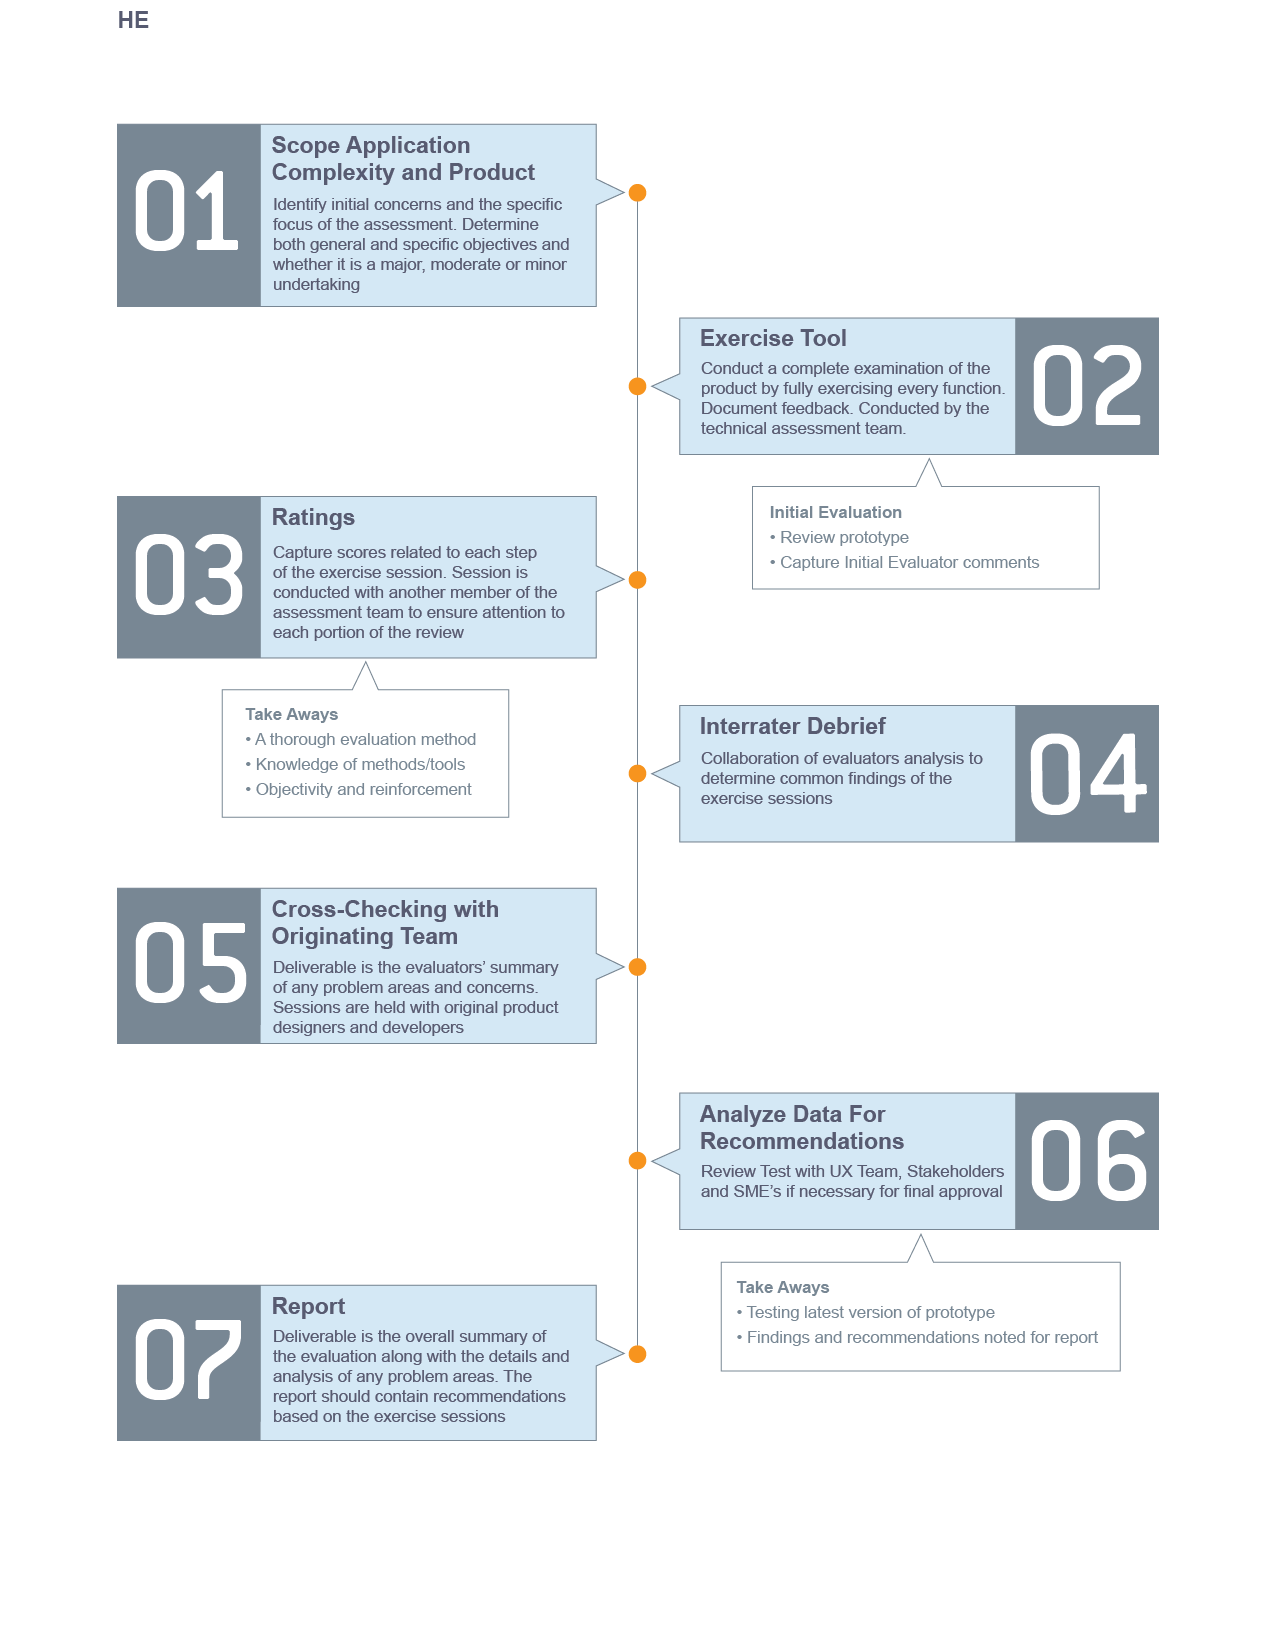 HE
01
Scope Application
Complexity and Product
Identify initial concerns and the specific
focus of the assessment. Determine
both general and specific objectives and
whether it is a major, moderate or minor
undertaking
Exercise Tool
Conduct a complete examination of the
product by fully exercising every function.
Document feedback. Conducted by the
technical assessment team.
02
Initial Evaluation
• Review prototype
• Capture Initial Evaluator comments
03
Ratings
Capture scores related to each step
of the exercise session. Session is
conducted with another member of the
assessment team to ensure attention to
each portion of the review
Take Aways
• A thorough evaluation method
• Knowledge of methods/tools
• Objectivity and reinforcement
Interrater Debrief
Collaboration of evaluators analysis to
determine common findings of the
exercise sessions
04
05
Cross-Checking with
Originating Team
Deliverable is the evaluators’ summary
of any problem areas and concerns.
Sessions are held with original product
designers and developers
Analyze Data For
Recommendations
Review Test with UX Team, Stakeholders
and SME’s if necessary for final approval
06
Take Aways
• Testing latest version of prototype
• Findings and recommendations noted for report
07
Report
Deliverable is the overall summary of
the evaluation along with the details and
analysis of any problem areas. The
report should contain recommendations
based on the exercise sessions